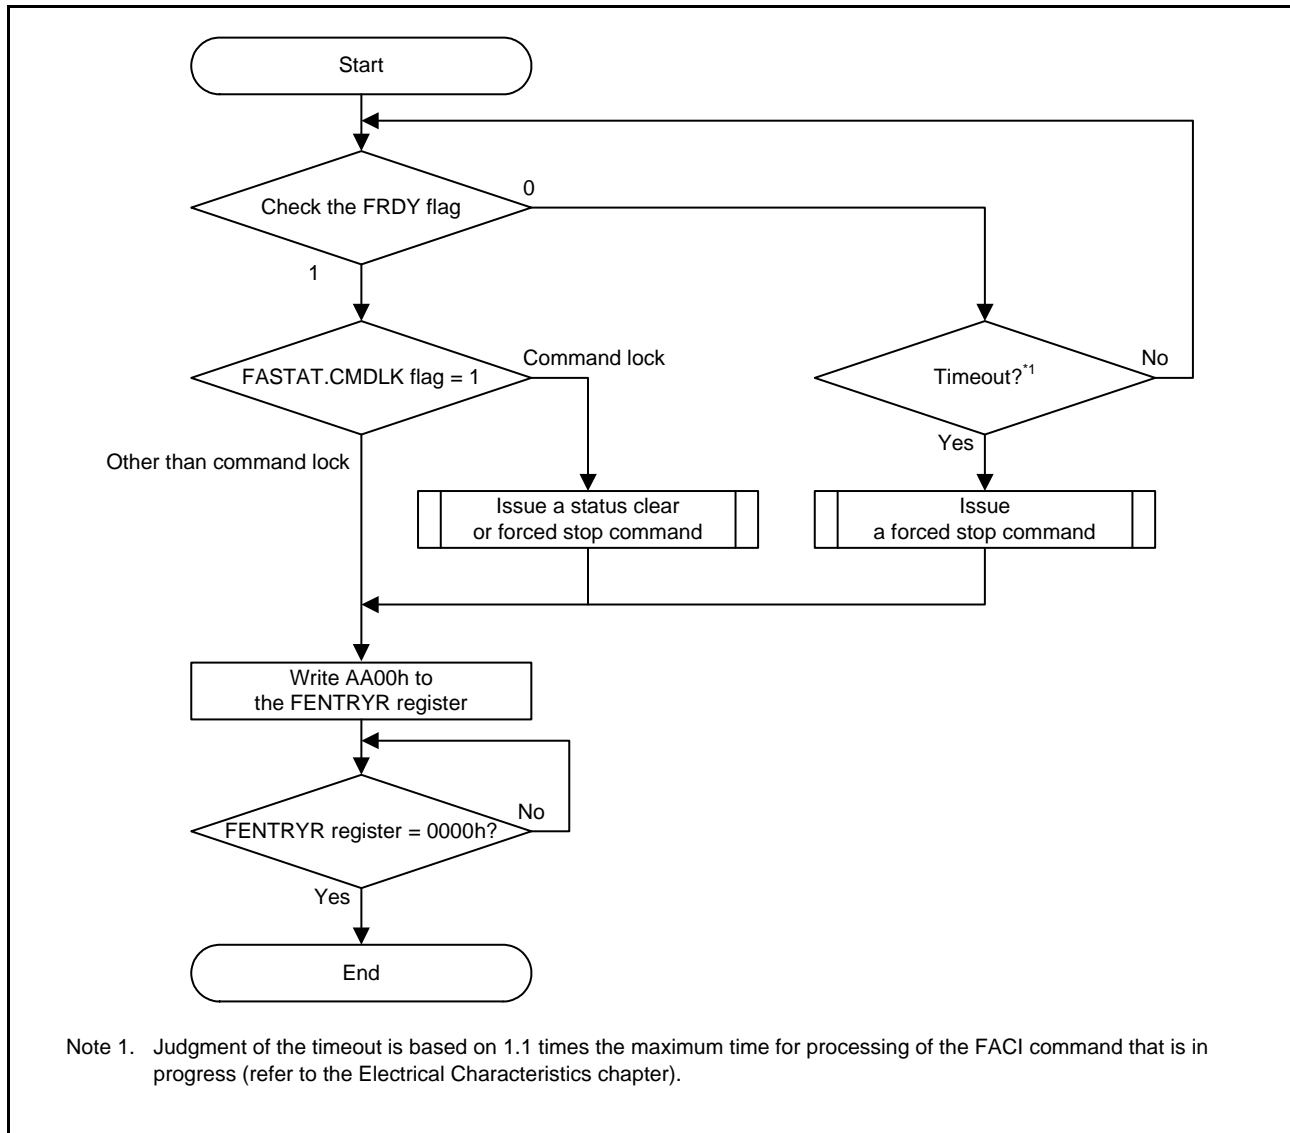 Start
Check the FRDY flag
0
1
FASTAT.CMDLK flag = 1
Command lock
Timeout?*1
No
Yes
Other than command lock
Issue a status clear
or forced stop command
Issue
a forced stop command
Write AA00h to
the FENTRYR register
FENTRYR register = 0000h?
No
Yes
End
Note 1. Judgment of the timeout is based on 1.1 times the maximum time for processing of the FACI command that is in
progress (refer to the Electrical Characteristics chapter).